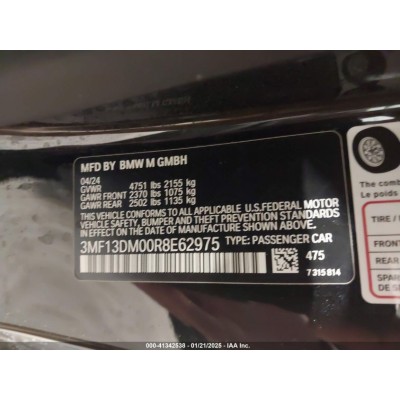 MFD BY BMW M GMBH
04/24
GVWR 4751 lbs 2155 kg
GAWR FRONT 2370 lbs 1075 kg
GAWR REAR 2502 lbs 1135 kg
THIS VEHICLE CONFORMS TO ALL APPLICABLE U.S.FEDERAL MOTOR
VEHICLE SAFETY, BUMPER AND THEFT PREVENTION STANDARDS IN
EFFECT ON THE DATE OF MANUFACTURE SHOWN ABOVE.
3MF13DM00R8E62975 TYPE: PASSENGER CAR
475
7 315 814
The com
Le poids
TIRE /
FRONT
REAR
000-41342538 - 01/21/2025 - IAA Inc.